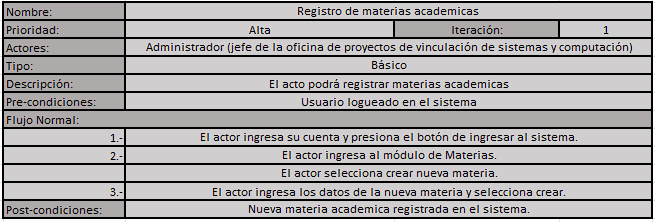 Nombre: Registro de materias academicas
Prioridad: Alta Iteración: 1
Actores: Administrador (jefe de la oficina de proyectos de vinculación de sistemas y computación)
Tipo: Básico
Descripción: El acto podrá registrar materias academicas
Pre-condiciones: Usuario logueado en el sistema
Flujo Normal:
1.- El actor ingresa su cuenta y presiona el botón de ingresar al sistema.
2.- El actor ingresa al módulo de Materias.
El actor selecciona crear nueva materia.
3.- El actor ingresa los datos de la nueva materia y selecciona crear.
Post-condiciones: Nueva materia academica registrada en el sistema.